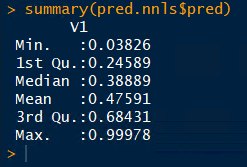 > summary(pred.nnls$pred)
V1
Min. :0.03826
1st Qu.:0.24589
Median :0.38889
Mean :0.47591
3rd Qu.:0.68431
Max. :0.99978
>